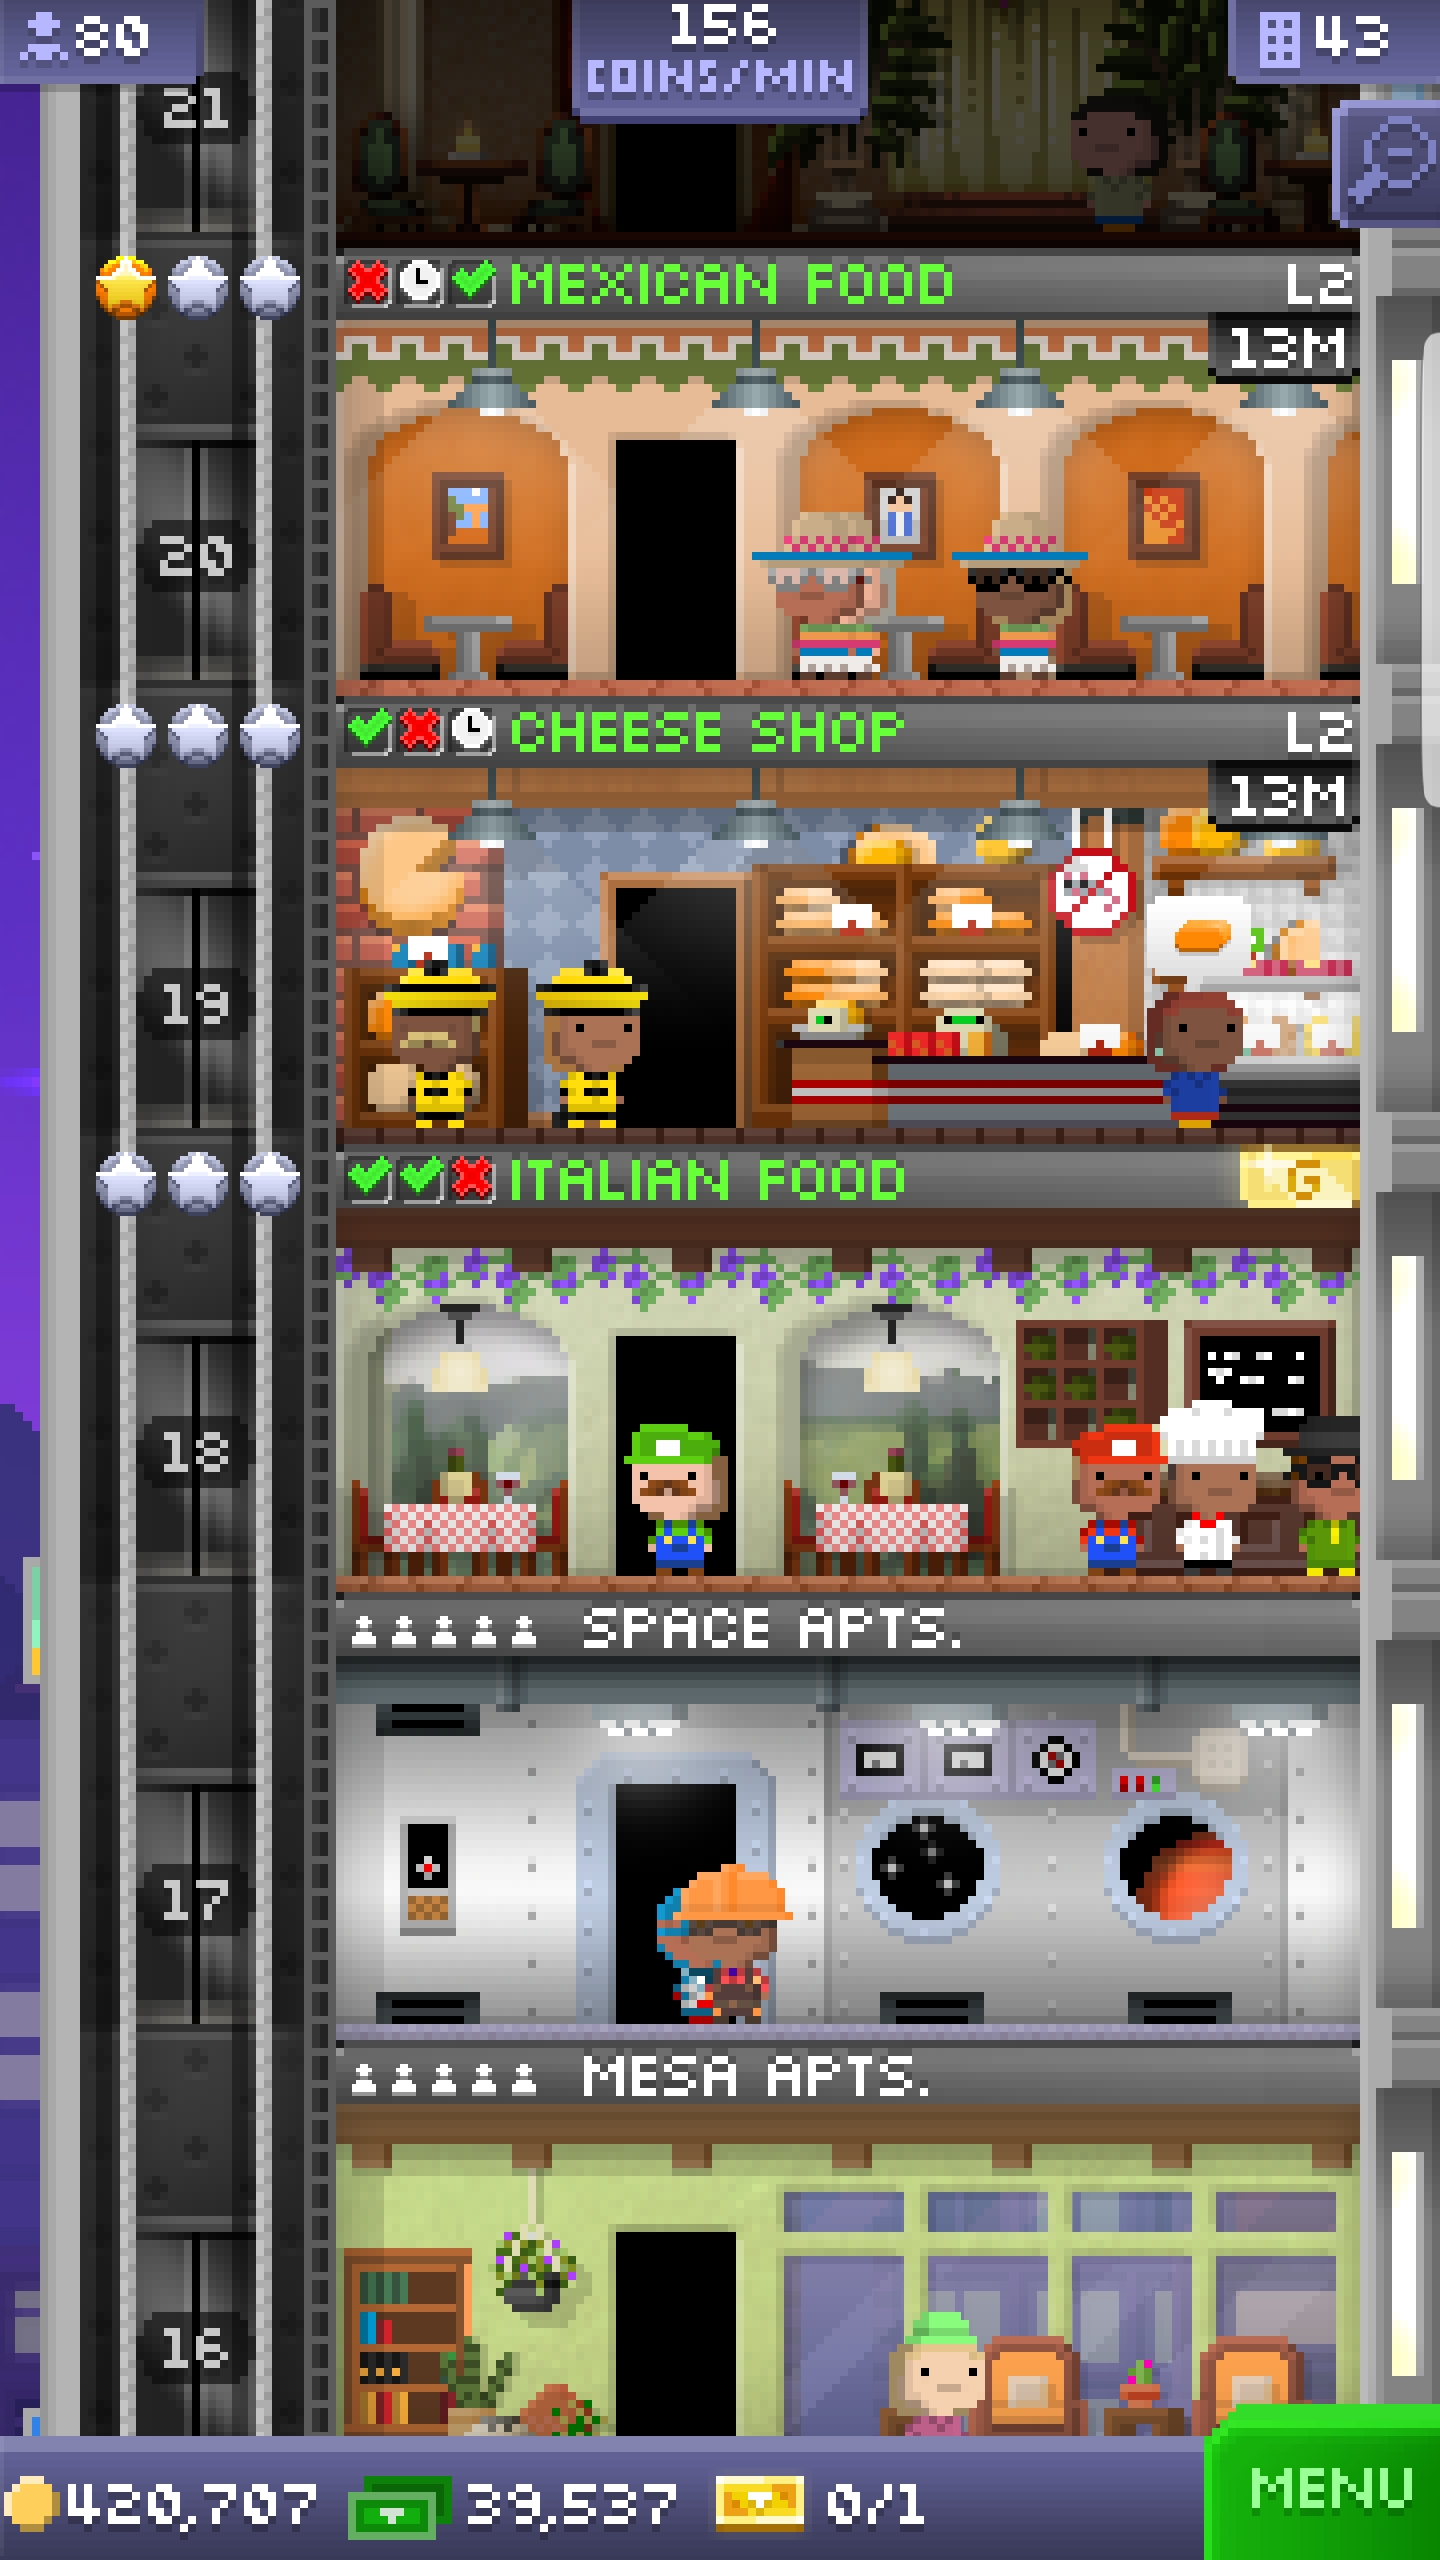 80
156
COINS/MIN
43
21
MEXICAN FOOD
L2
13M
20
CHEESE SHOP
L2
13M
19
ITALIAN FOOD
G
18
SPACE APTS.
17
MESA APTS.
16
420,707
39,537
0/1
MENU